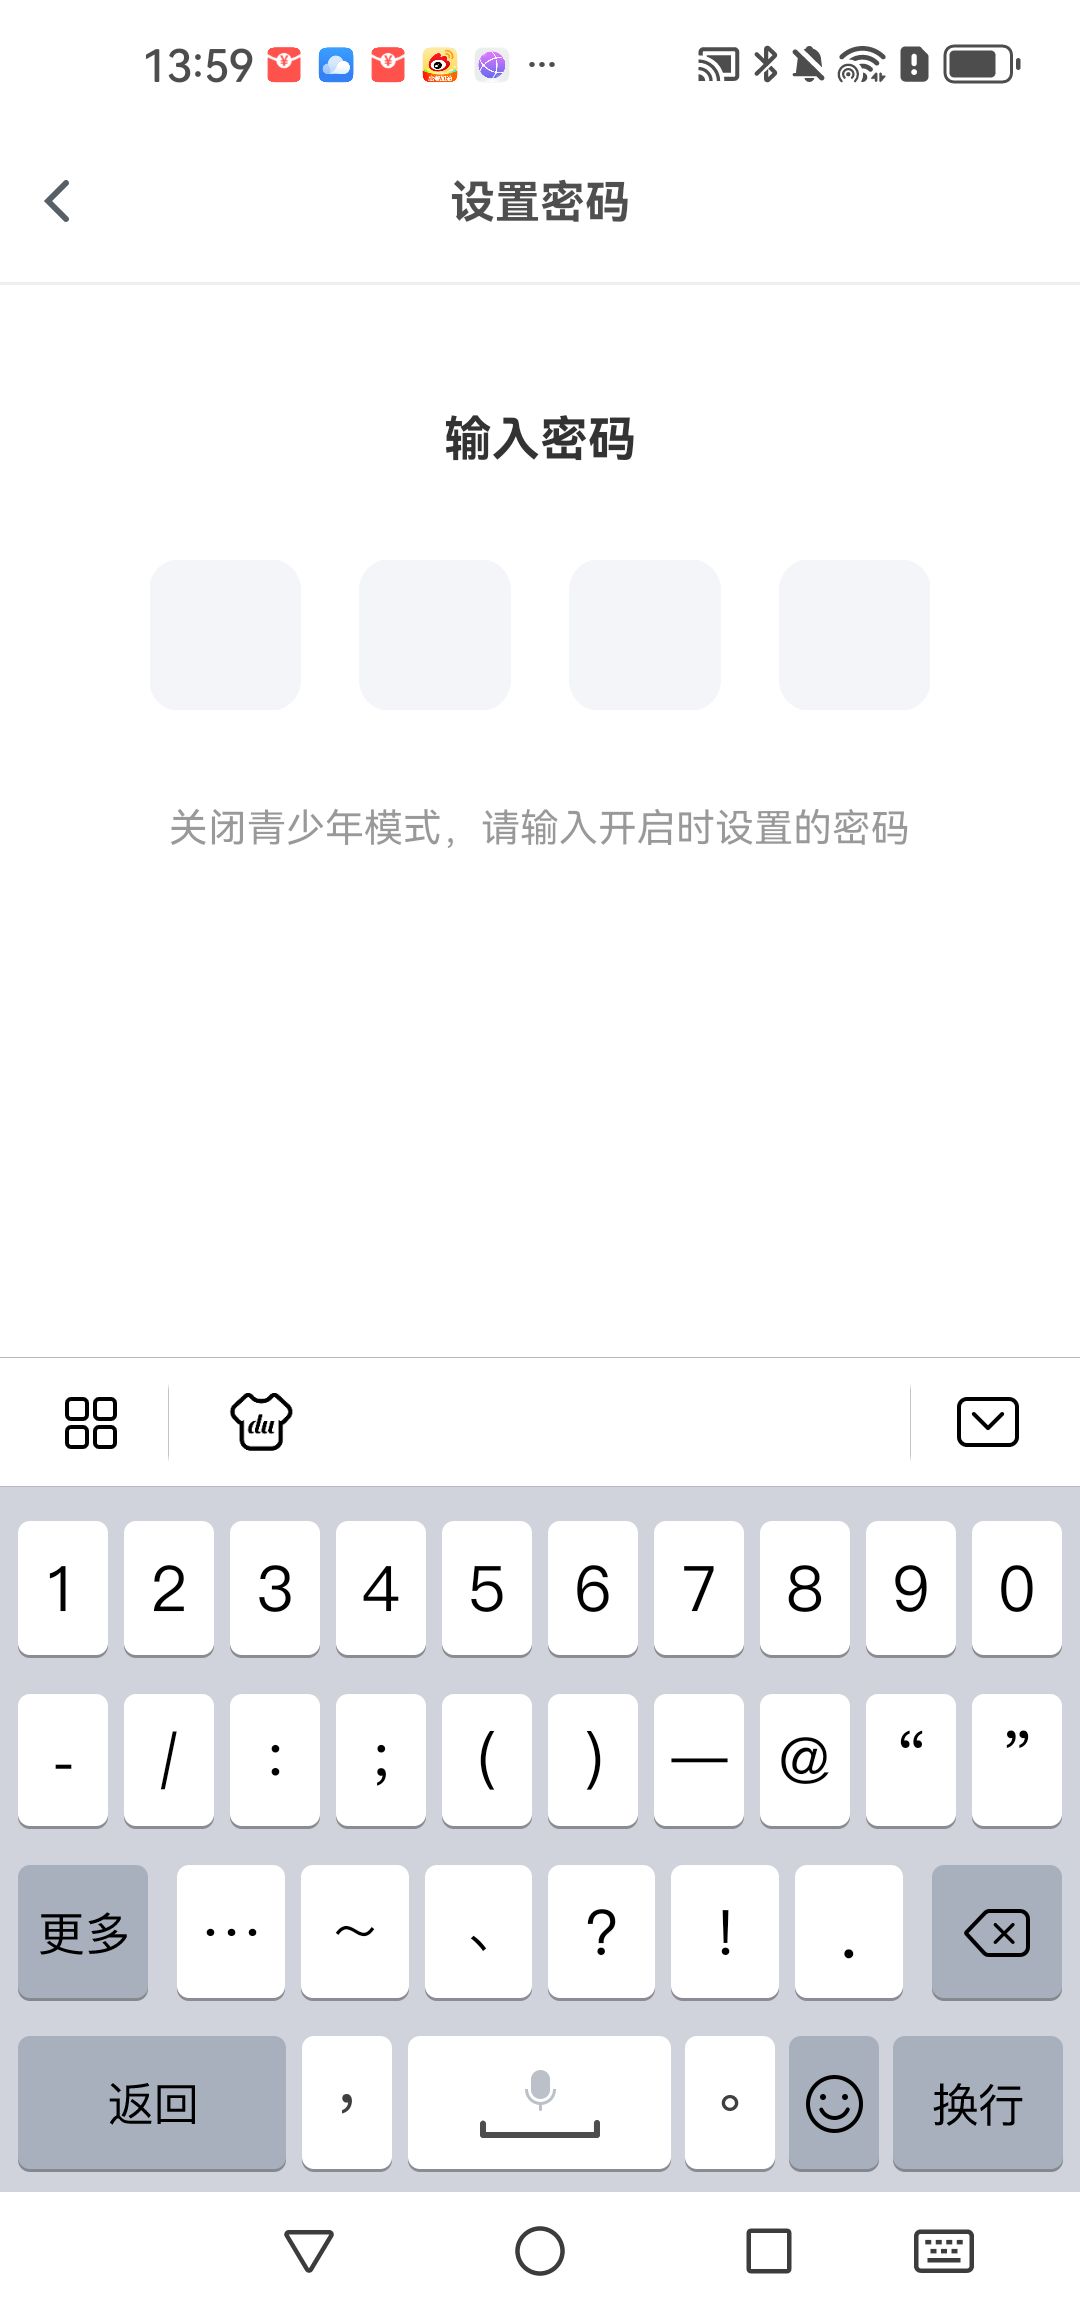 13:59
设置密码
输入密码
关闭青少年模式，请输入开启时设置的密码
du
1 2 3 4 5 6 7 8 9 0
- / : ; ( ) — @ “ ”
更多 … ~ 、 ? ! .
返回 ， 。 换行